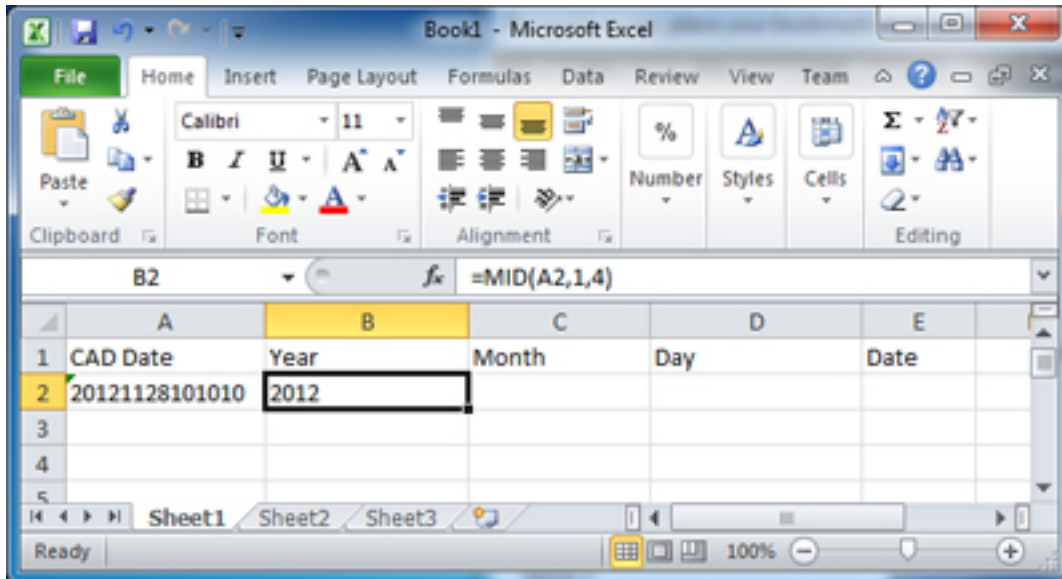 Book1 - Microsoft Excel
File Home Insert Page Layout Formulas Data Review View Team
Paste
Calibri 11
B I U A A
% Number
Styles
Cells
Σ
Clipboard Font Alignment Editing
B2 fx =MID(A2,1,4)
A B C D E
1 CAD Date Year Month Day Date
2 20121128101010 2012
3
4
5
Sheet1 Sheet2 Sheet3
Ready 100%